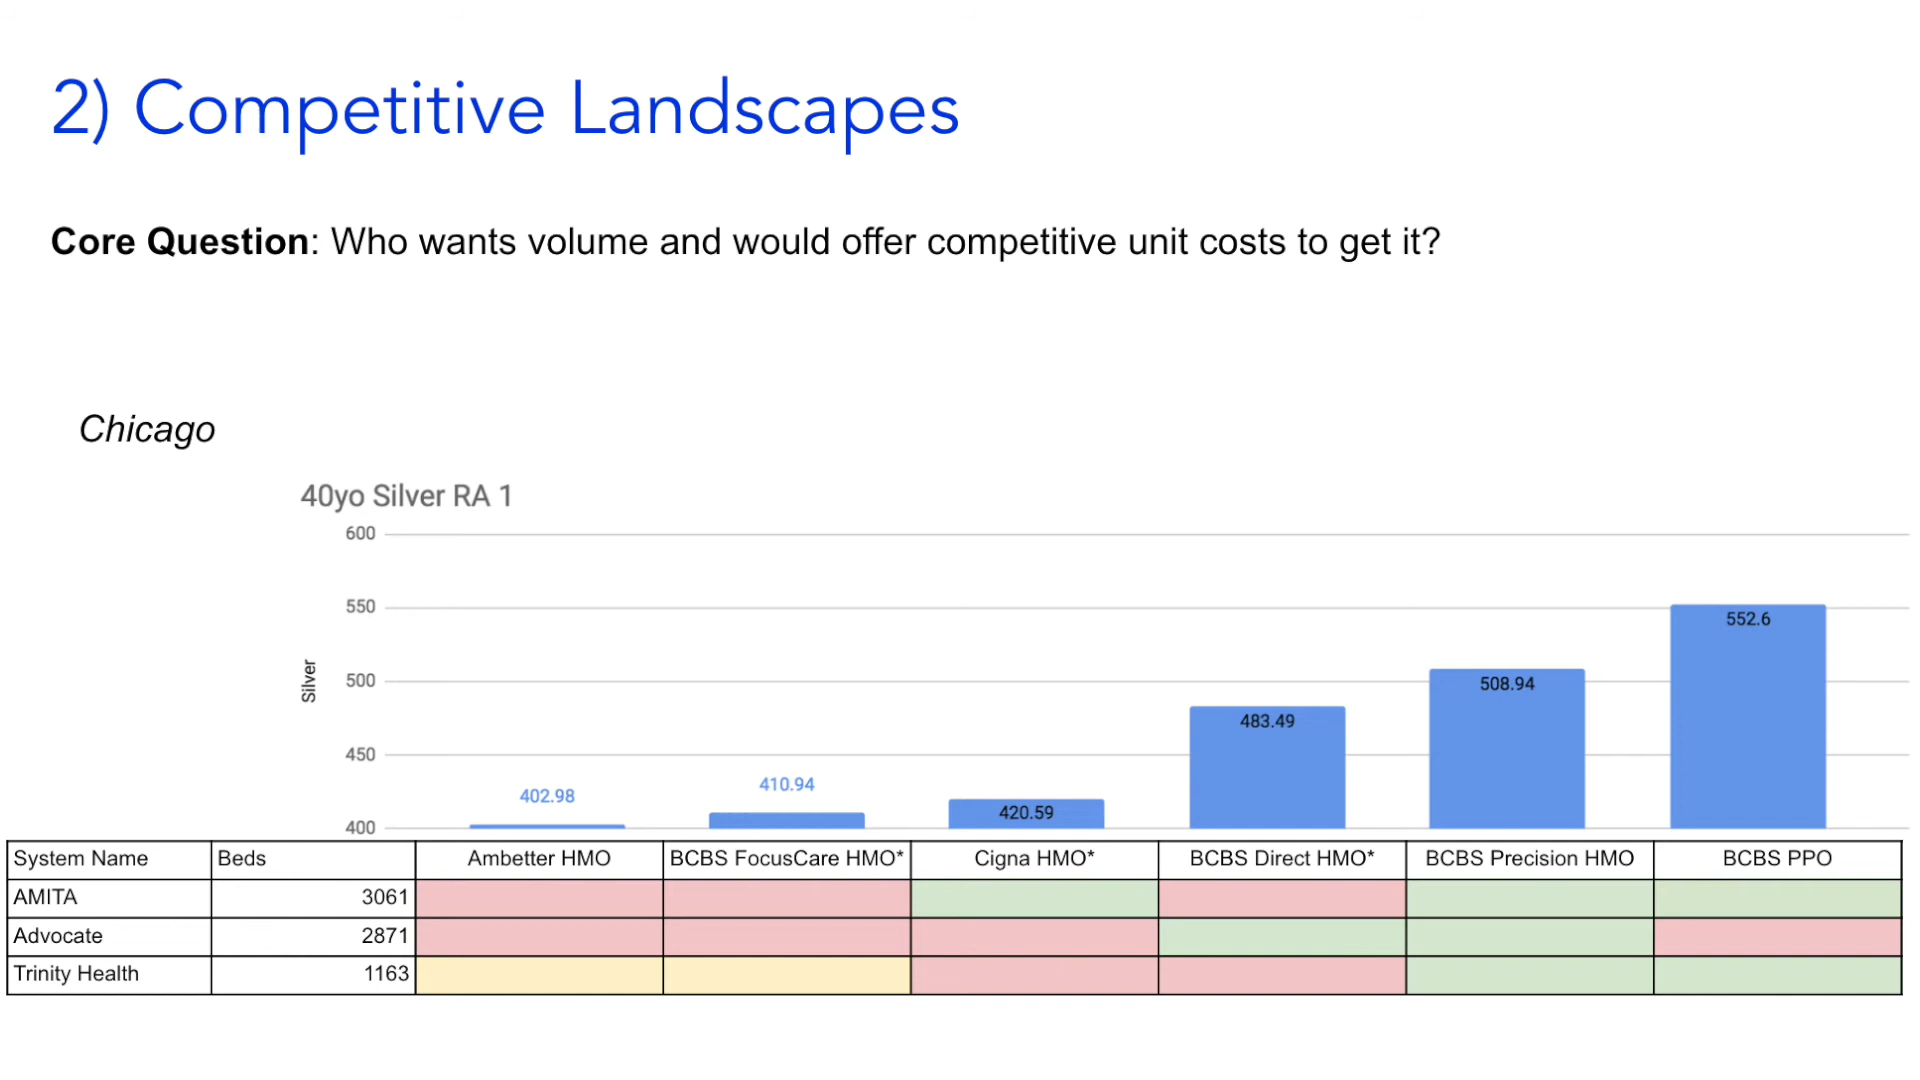 2) Competitive Landscapes
Core Question: Who wants volume and would offer competitive unit costs to get it?
Chicago
40yo Silver RA 1
600
550
500
450
400
Silver
402.98
410.94
420.59
483.49
508.94
552.6
System Name Beds Ambetter HMO BCBS FocusCare HMO* Cigna HMO* BCBS Direct HMO* BCBS Precision HMO BCBS PPO
AMITA 3061
Advocate 2871
Trinity Health 1163